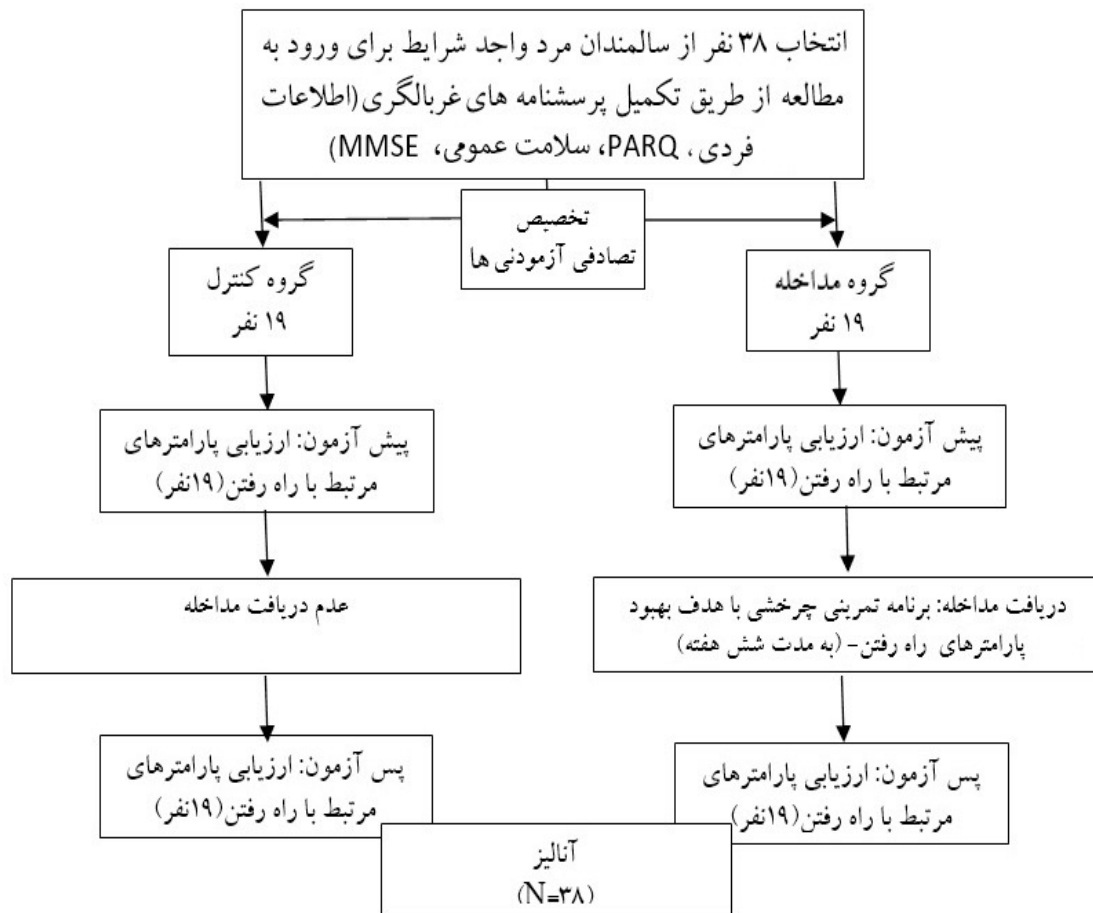 انتخاب ۳۸ نفر از سالمندان مرد واجد شرایط برای ورود به
مطالعه از طریق تکمیل پرسشنامه های غربالگری (اطلاعات
فردی، PARQ، سلامت عمومی، MMSE)
تخصیص
تصادفی آزمودنی ها
گروه مداخله
۱۹ نفر
گروه کنترل
۱۹ نفر
پیش آزمون: ارزیابی پارامترهای
مرتبط با راه رفتن(۱۹نفر)
پیش آزمون: ارزیابی پارامترهای
مرتبط با راه رفتن(۱۹نفر)
دریافت مداخله: برنامه تمرینی چرخشی با هدف بهبود
پارامترهای راه رفتن- (به مدت شش هفته)
عدم دریافت مداخله
پس آزمون: ارزیابی پارامترهای
مرتبط با راه رفتن(۱۹نفر)
پس آزمون: ارزیابی پارامترهای
مرتبط با راه رفتن(۱۹نفر)
آنالیز
(N=۳۸)